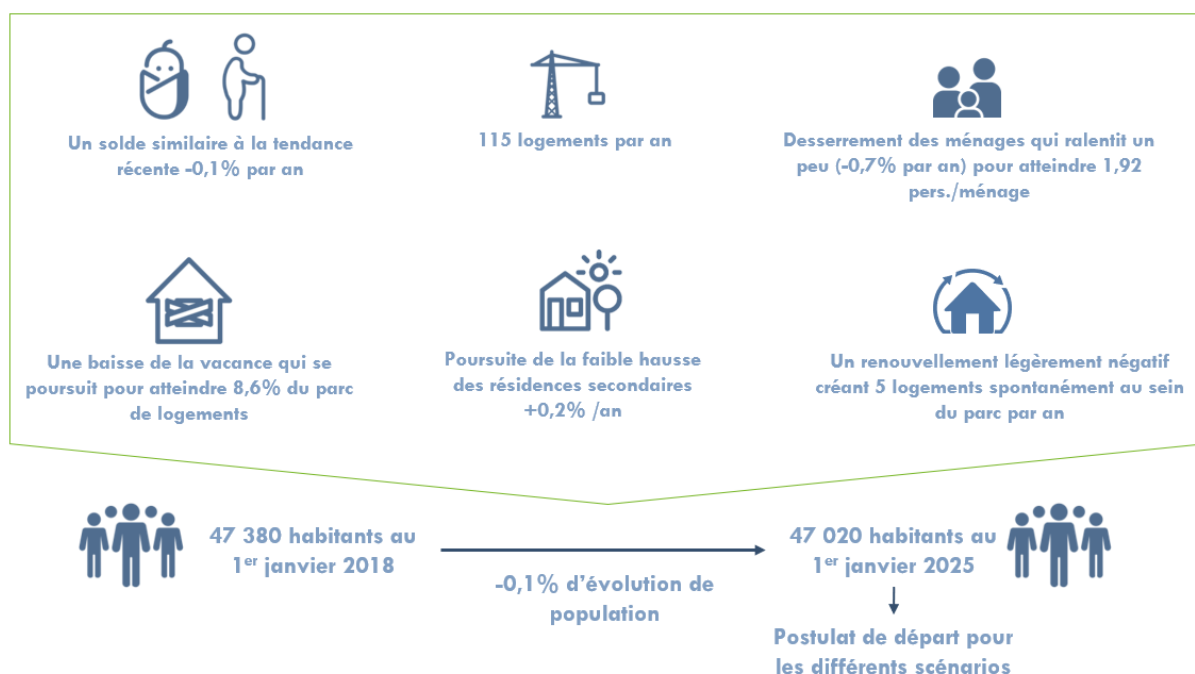 Un solde similaire à la tendance
récente -0,1% par an
115 logements par an
Desserrement des ménages qui ralentit un
peu (-0,7% par an) pour atteindre 1,92
pers./ménage
Une baisse de la vacance qui se
poursuit pour atteindre 8,6% du parc
de logements
Poursuite de la faible hausse
des résidences secondaires
+0,2% /an
Un renouvellement légèrement négatif
créant 5 logements spontanément au sein
du parc par an
47 380 habitants au
1er janvier 2018
-0,1% d'évolution de
population
47 020 habitants au
1er janvier 2025
Postulat de départ pour
les différents scénarios